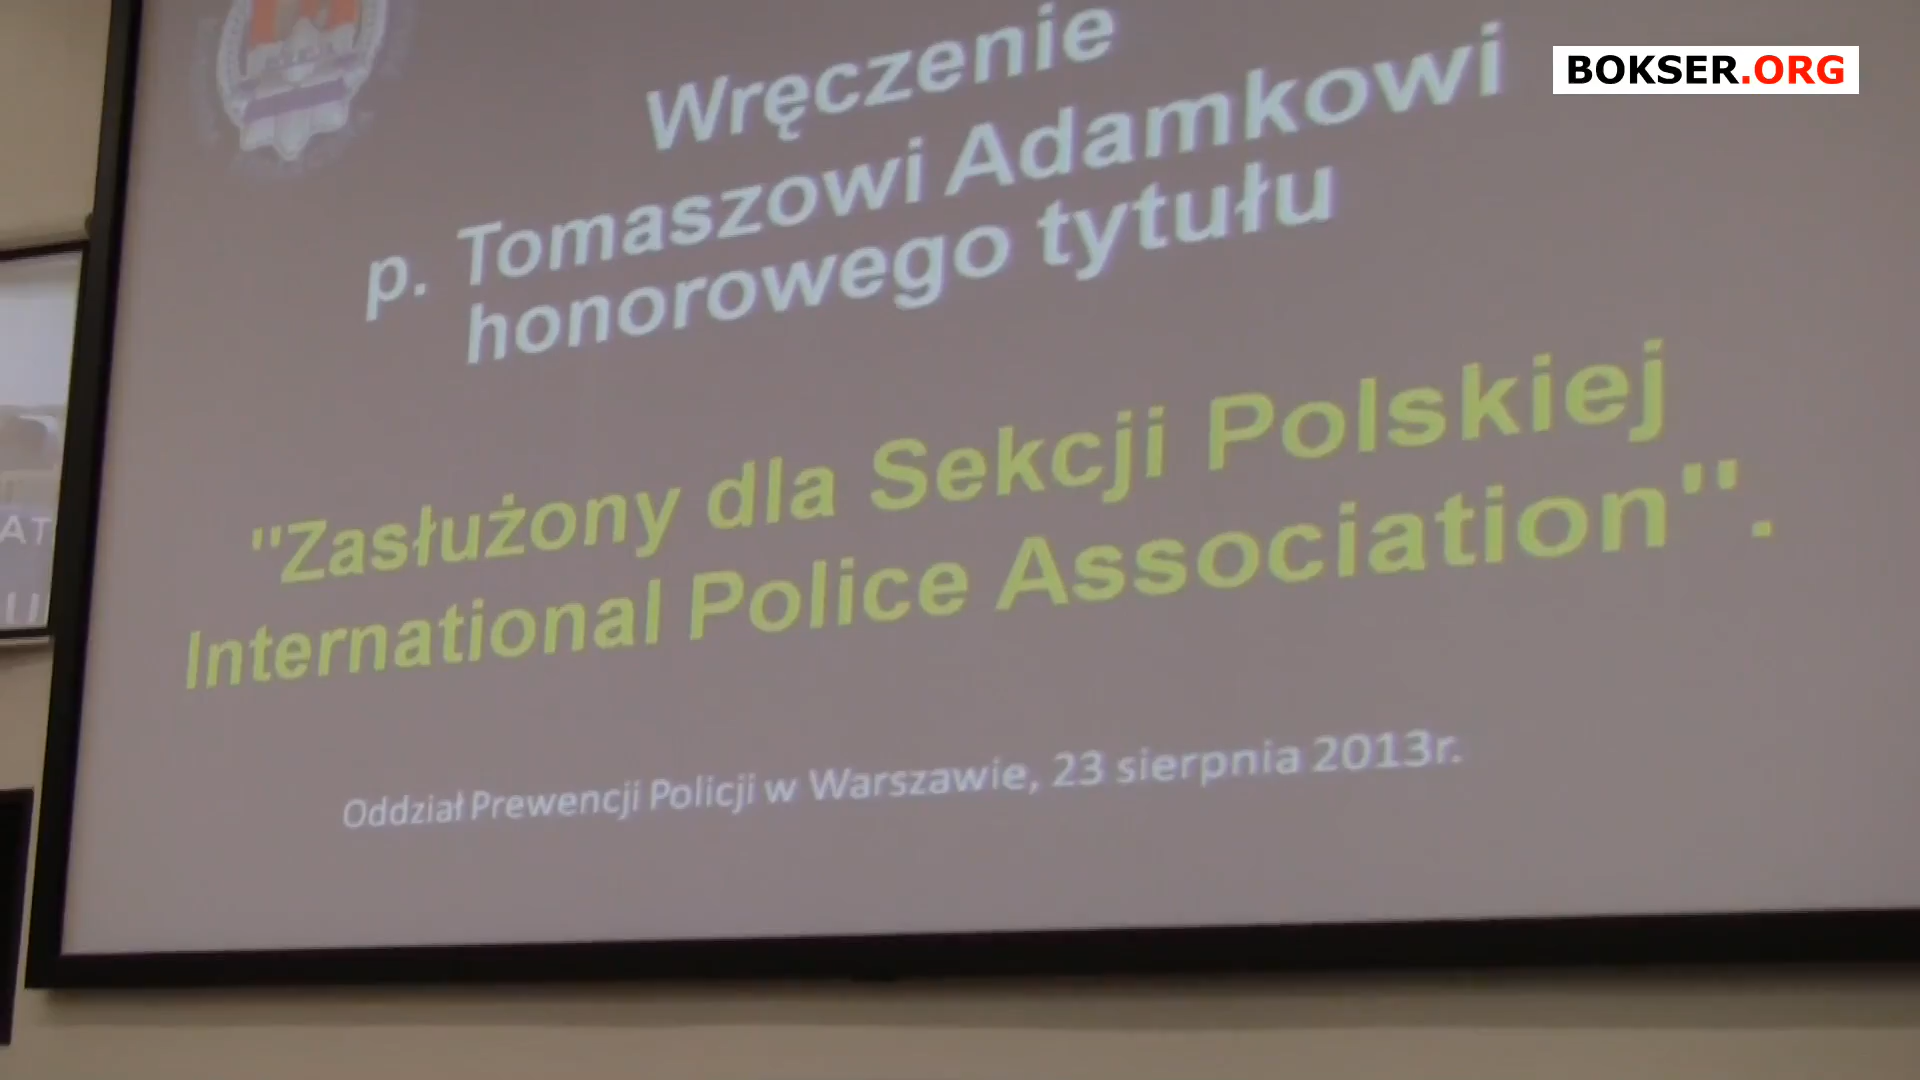 BOKSER.ORG
Wręczenie
p. Tomaszowi Adamkowi
honorowego tytułu
"Zasłużony dla Sekcji Polskiej
International Police Association".
Oddział Prewencji Policji w Warszawie, 23 sierpnia 2013r.
AT